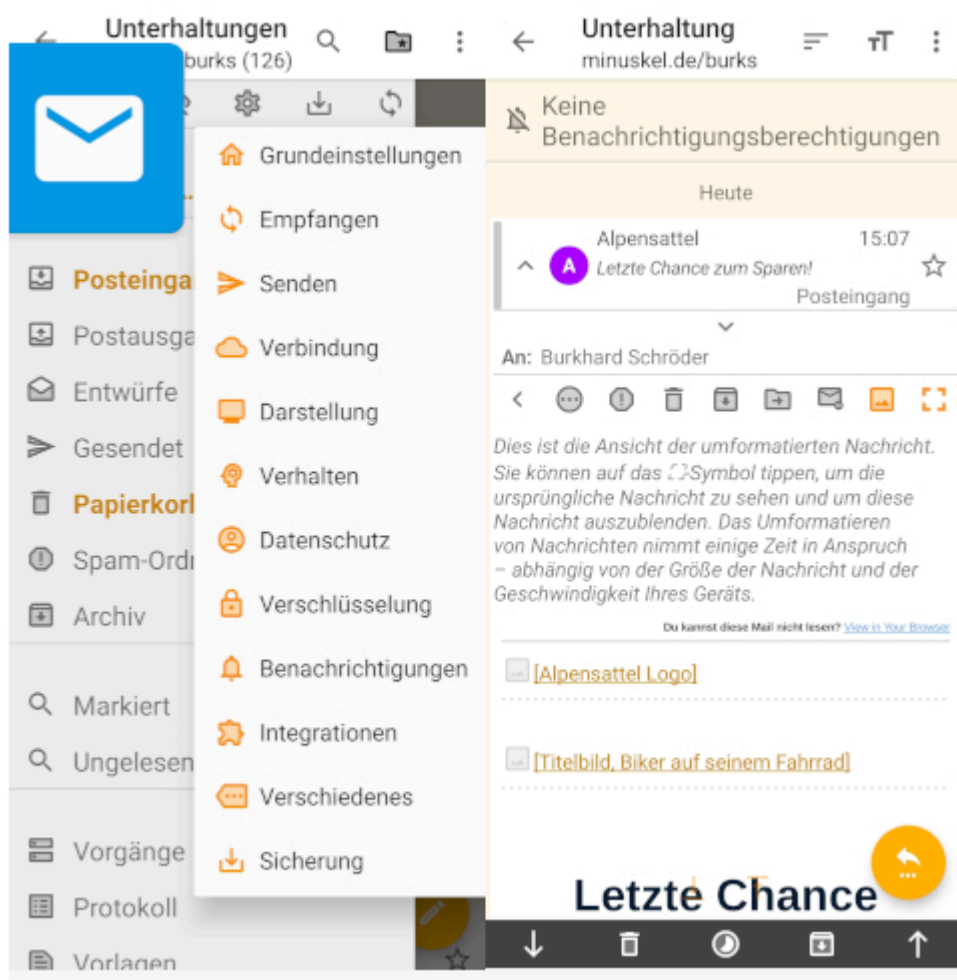 Unterhaltungen
burks (126)
Grundeinstellungen
Empfangen
Posteinga
Senden
Postausga
Verbindung
Entwürfe
Darstellung
Gesendet
Verhalten
Papierkorl
Datenschutz
Spam-Ordn
Verschlüsselung
Archiv
Benachrichtigungen
Markiert
Integrationen
Ungelesen
Verschiedenes
Vorgänge
Sicherung
Protokoll
Vorlagen
Unterhaltung
minuskel.de/burks
Keine
Benachrichtigungsberechtigungen
Heute
Alpensattel 15:07
A
Letzte Chance zum Sparen!
Posteingang
An: Burkhard Schröder
Dies ist die Ansicht der umformatierten Nachricht.
Sie können auf das Symbol tippen, um die
ursprüngliche Nachricht zu sehen und um diese
Nachricht auszublenden. Das Umformatieren
von Nachrichten nimmt einige Zeit in Anspruch
– abhängig von der Größe der Nachricht und der
Geschwindigkeit Ihres Geräts.
Du kannst diese Mail nicht lesen? View in Your Browser
[Alpensattel Logo]
[Titelbild, Biker auf seinem Fahrrad]
Letzte Chance